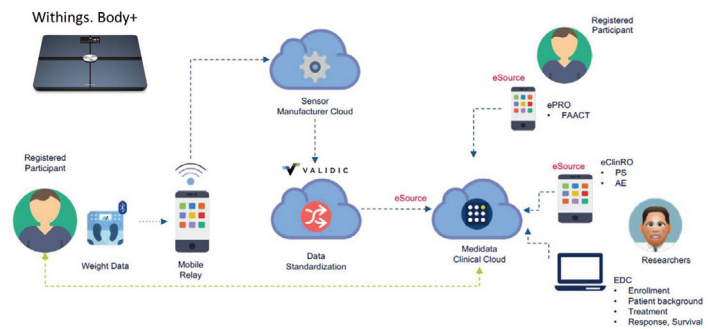 Withings. Body+
Registered
Participant
eSource
ePRO
• FAACT
Sensor
Manufacturer Cloud
VALIDIC
Registered
Participant
eSource
eClinRO
• PS
• AE
eSource
Weight Data
Mobile
Relay
Data
Standardization
Medidata
Clinical Cloud
Researchers
EDC
• Enrollment
• Patient background
• Treatment
• Response, Survival